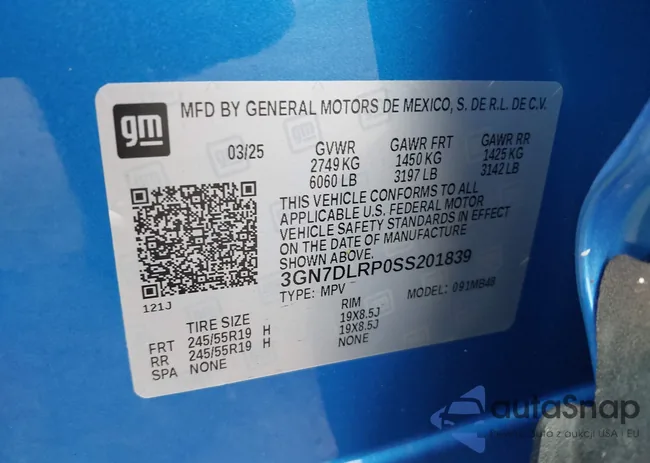 gm
MFD BY GENERAL MOTORS DE MEXICO, S. DE R.L. DE C.V.
03/25 GVWR GAWR FRT GAWR RR
2749 KG 1450 KG 1425 KG
6060 LB 3197 LB 3142 LB
THIS VEHICLE CONFORMS TO ALL
APPLICABLE U.S. FEDERAL MOTOR
VEHICLE SAFETY STANDARDS IN EFFECT
ON THE DATE OF MANUFACTURE
SHOWN ABOVE.
3GN7DLRP0SS201839
TYPE: MPV MODEL: 091MB48
121J
TIRE SIZE RIM
FRT 245/55R19 H 19X8.5J
RR 245/55R19 H 19X8.5J
SPA NONE NONE
autoSnap
z aukcji USA i EU